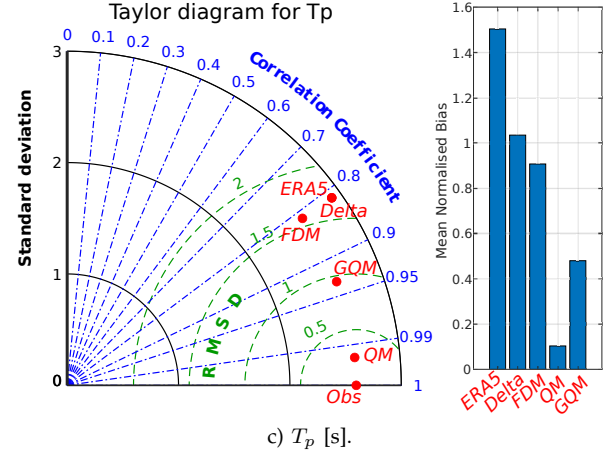 Taylor diagram for Tp
0
0.1
0.2
0.3
0.4
0.5
0.6
0.7
0.8
0.9
0.95
0.99
1
Correlation Coefficient
Standard deviation
3
2
1
0
2
1.5
1
0.5
R M S D
ERA5
Delta
FDM
GQM
QM
Obs
Mean Normalised Bias
1.6
1.4
1.2
1
0.8
0.6
0.4
0.2
0
ERA5
Delta
FDM
QM
GQM
c) Tp [s].